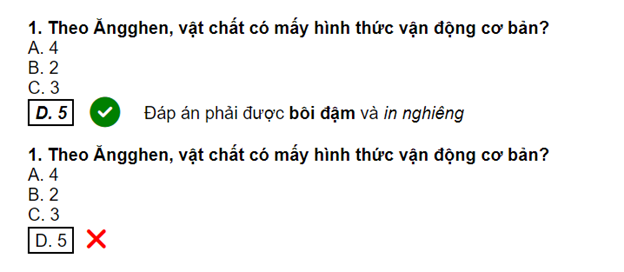 1. Theo Ăngghen, vật chất có mấy hình thức vận động cơ bản?
A. 4
B. 2
C. 3
D. 5 Đáp án phải được bôi đậm và in nghiêng
1. Theo Ăngghen, vật chất có mấy hình thức vận động cơ bản?
A. 4
B. 2
C. 3
D. 5